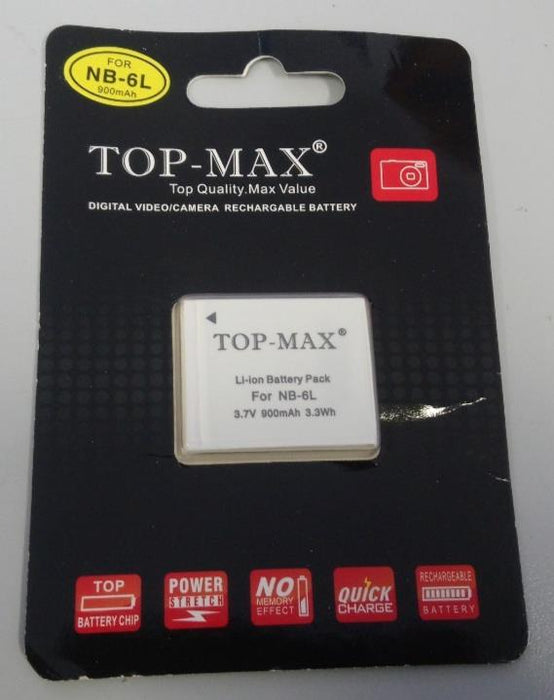 FOR
NB-6L
900mAh
TOP-MAX®
Top Quality.Max Value
DIGITAL VIDEO/CAMERA RECHARGABLE BATTERY
TOP-MAX®
Li-ion Battery Pack
For NB-6L
3.7V 900mAh 3.3Wh
TOP
BATTERY CHIP
POWER
STRETCH
NO
MEMORY
EFFECT
QUICK
CHARGE
RECHARGEABLE
BATTERY